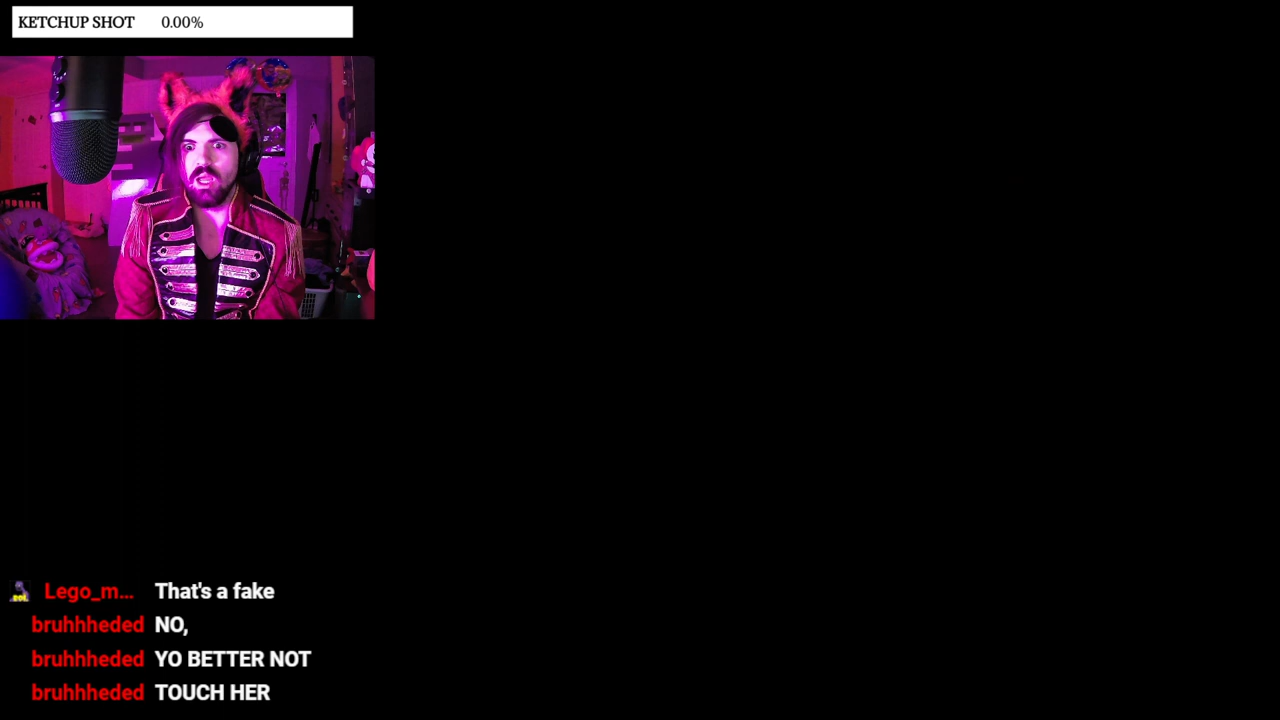 KETCHUP SHOT 0.00%
Lego_m... That's a fake
bruhhheded NO,
bruhhheded YO BETTER NOT
bruhhheded TOUCH HER